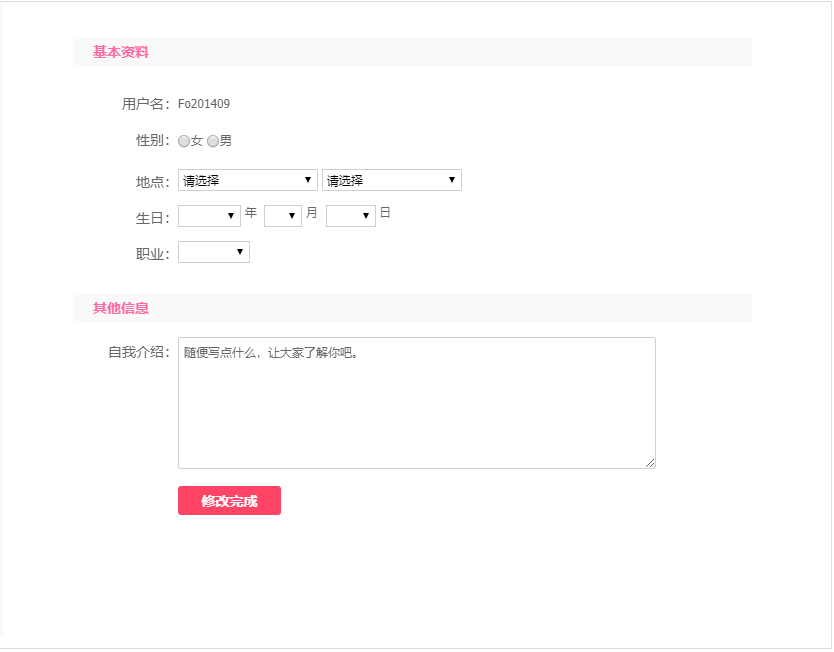 基本资料
用户名：Fo201409
性别：女 男
地点：请选择 请选择
生日： 年 月 日
职业：
其他信息
自我介绍：随便写点什么，让大家了解你吧。
修改完成